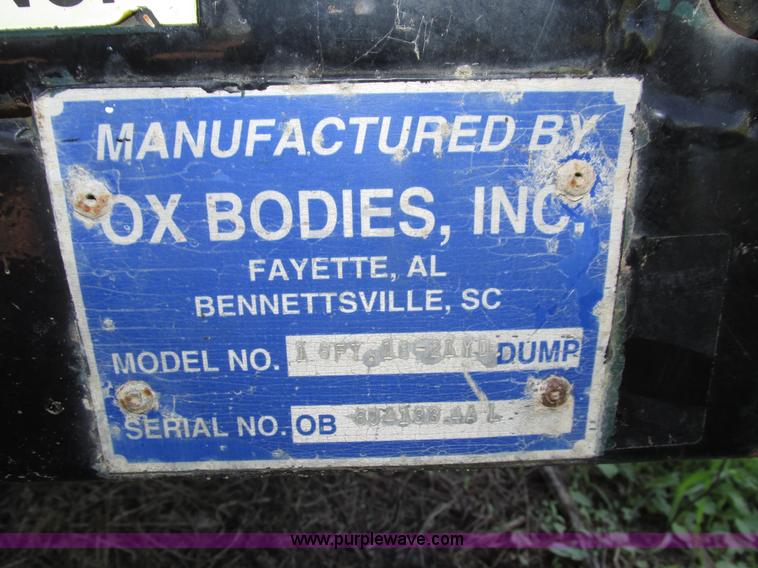 MANUFACTURED BY
OX BODIES, INC.
FAYETTE, AL
BENNETTSVILLE, SC
MODEL NO. DUMP
SERIAL NO. OB
www.purplewave.com